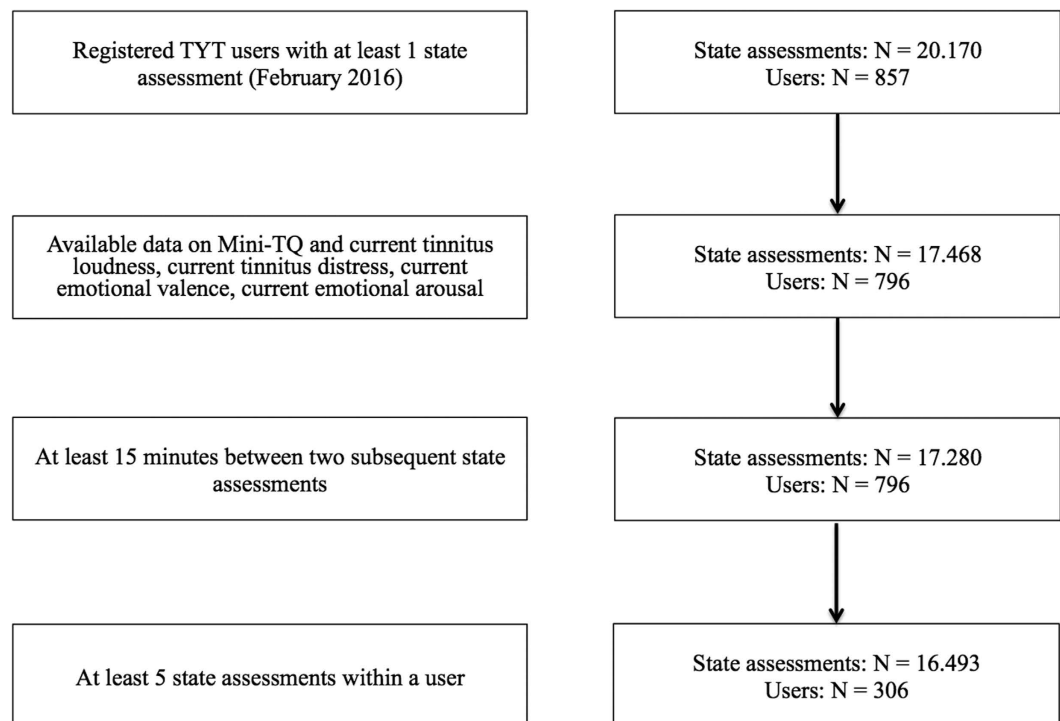 Registered TYT users with at least 1 state
assessment (February 2016)
State assessments: N = 20.170
Users: N = 857
Available data on Mini-TQ and current tinnitus
loudness, current tinnitus distress, current
emotional valence, current emotional arousal
State assessments: N = 17.468
Users: N = 796
At least 15 minutes between two subsequent state
assessments
State assessments: N = 17.280
Users: N = 796
At least 5 state assessments within a user
State assessments: N = 16.493
Users: N = 306